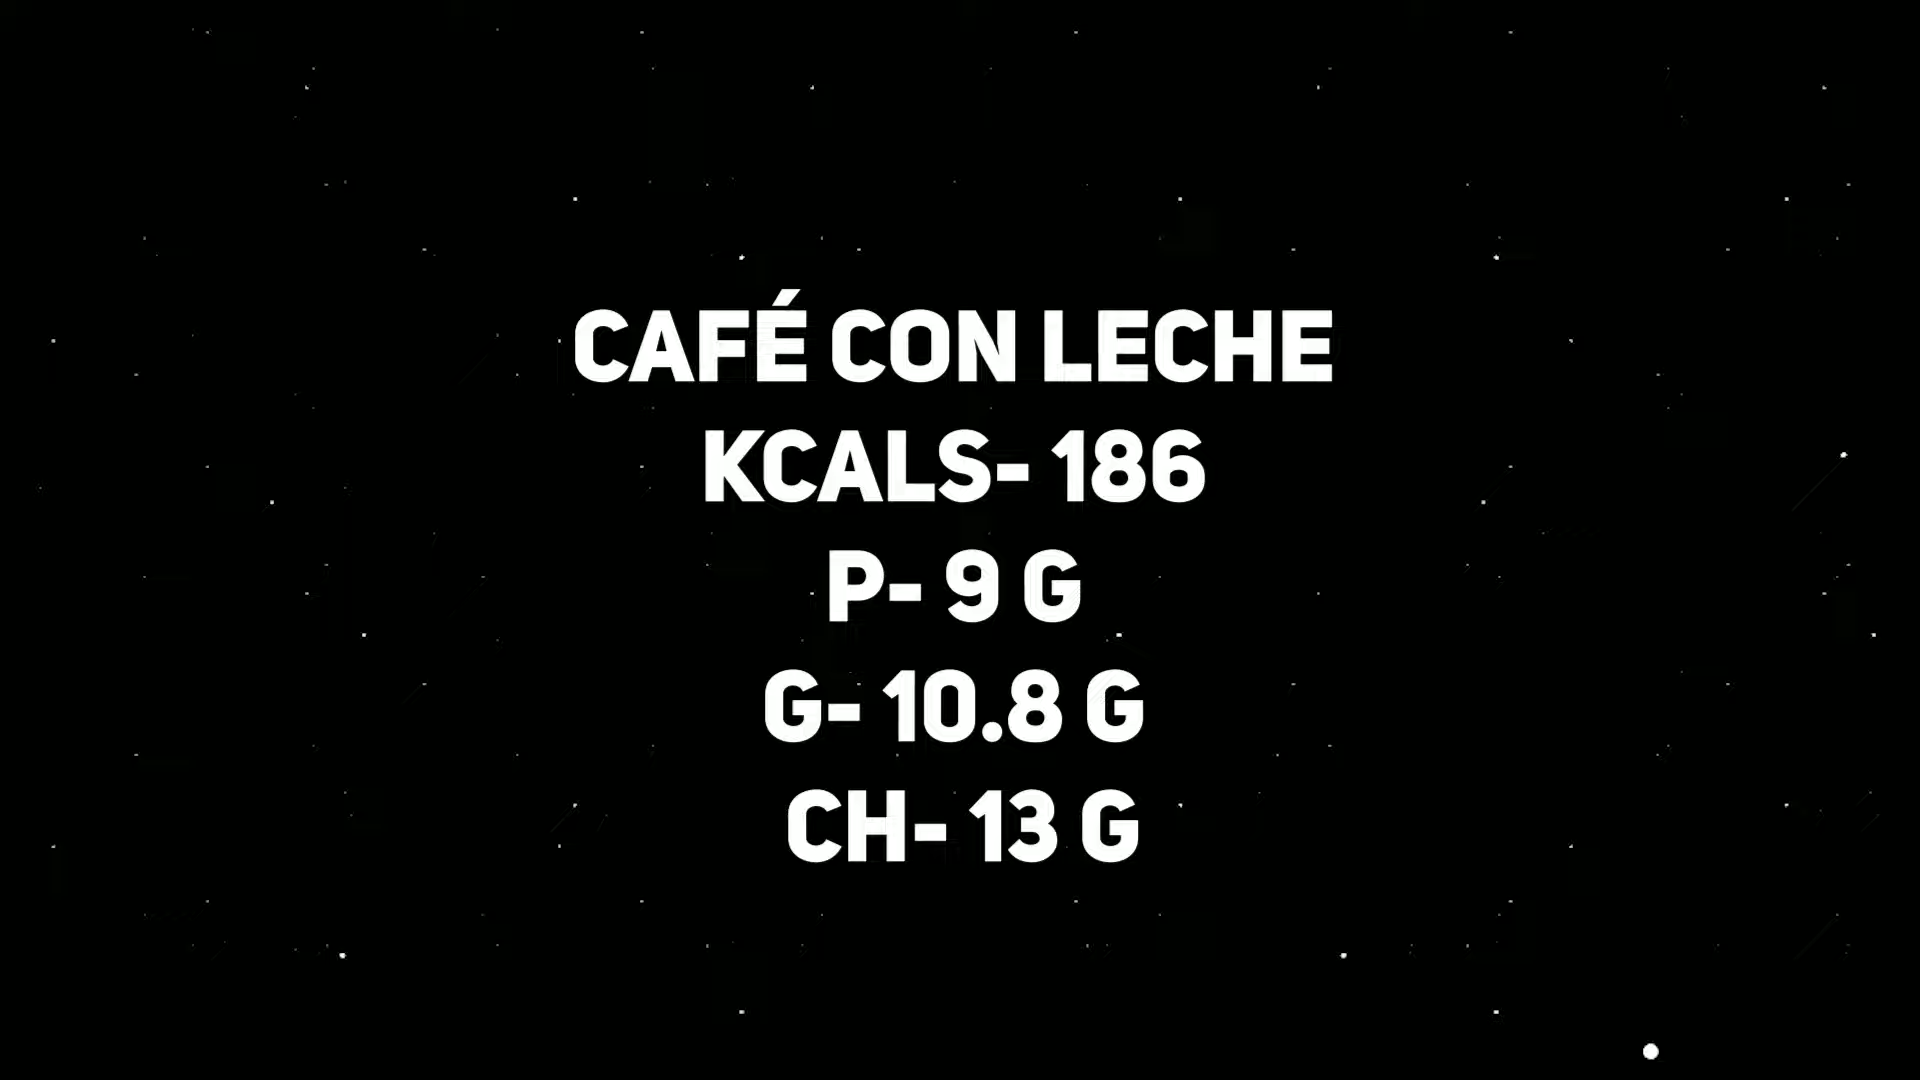 CAFÉ CON LECHE
KCALS- 186
P- 9 G
G- 10.8 G
CH- 13 G